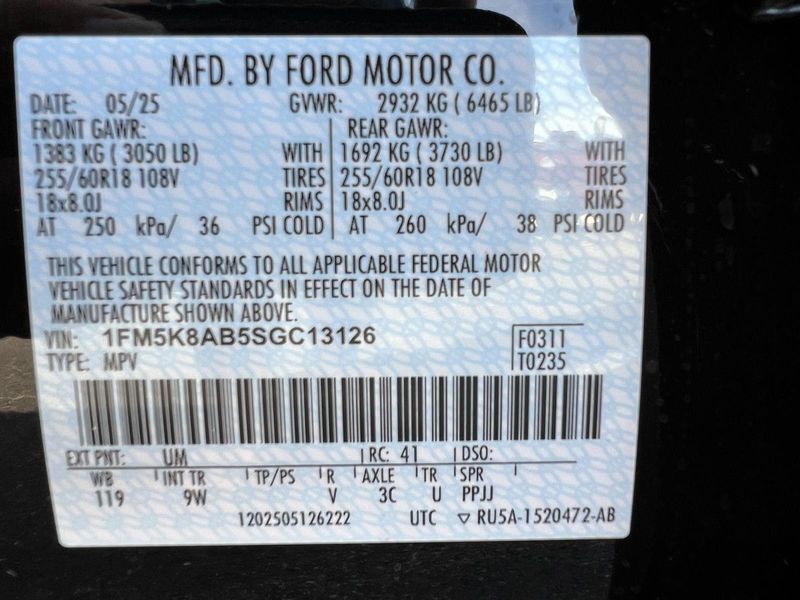 MFD. BY FORD MOTOR CO.
DATE: 05/25 GVWR: 2932 KG ( 6465 LB)
FRONT GAWR: REAR GAWR:
1383 KG ( 3050 LB) WITH 1692 KG ( 3730 LB) WITH
255/60R18 108V TIRES 255/60R18 108V TIRES
18x8.0J RIMS 18x8.0J RIMS
AT 250 kPa/ 36 PSI COLD AT 260 kPa/ 38 PSI COLD
THIS VEHICLE CONFORMS TO ALL APPLICABLE FEDERAL MOTOR
VEHICLE SAFETY STANDARDS IN EFFECT ON THE DATE OF
MANUFACTURE SHOWN ABOVE.
VIN: 1FM5K8AB5SGC13126 F0311
TYPE: MPV T0235
EXT PNT: UM RC: 41 DSO:
WB INT TR TP/PS R AXLE TR SPR
119 9W V 3C U PPJJ
1202505126222 UTC ▽ RU5A-1520472-AB